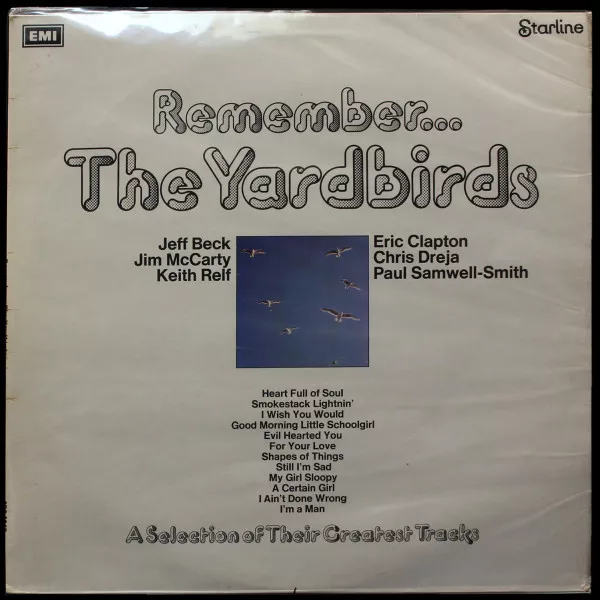 EMI
Starline
Remember...
The Yardbirds
Jeff Beck
Jim McCarty
Keith Relf
Eric Clapton
Chris Dreja
Paul Samwell-Smith
Heart Full of Soul
Smokestack Lightnin'
I Wish You Would
Good Morning Little Schoolgirl
Evil Hearted You
For Your Love
Shapes of Things
Still I'm Sad
My Girl Sloopy
A Certain Girl
I Ain't Done Wrong
I'm a Man
A Selection of Their Greatest Tracks